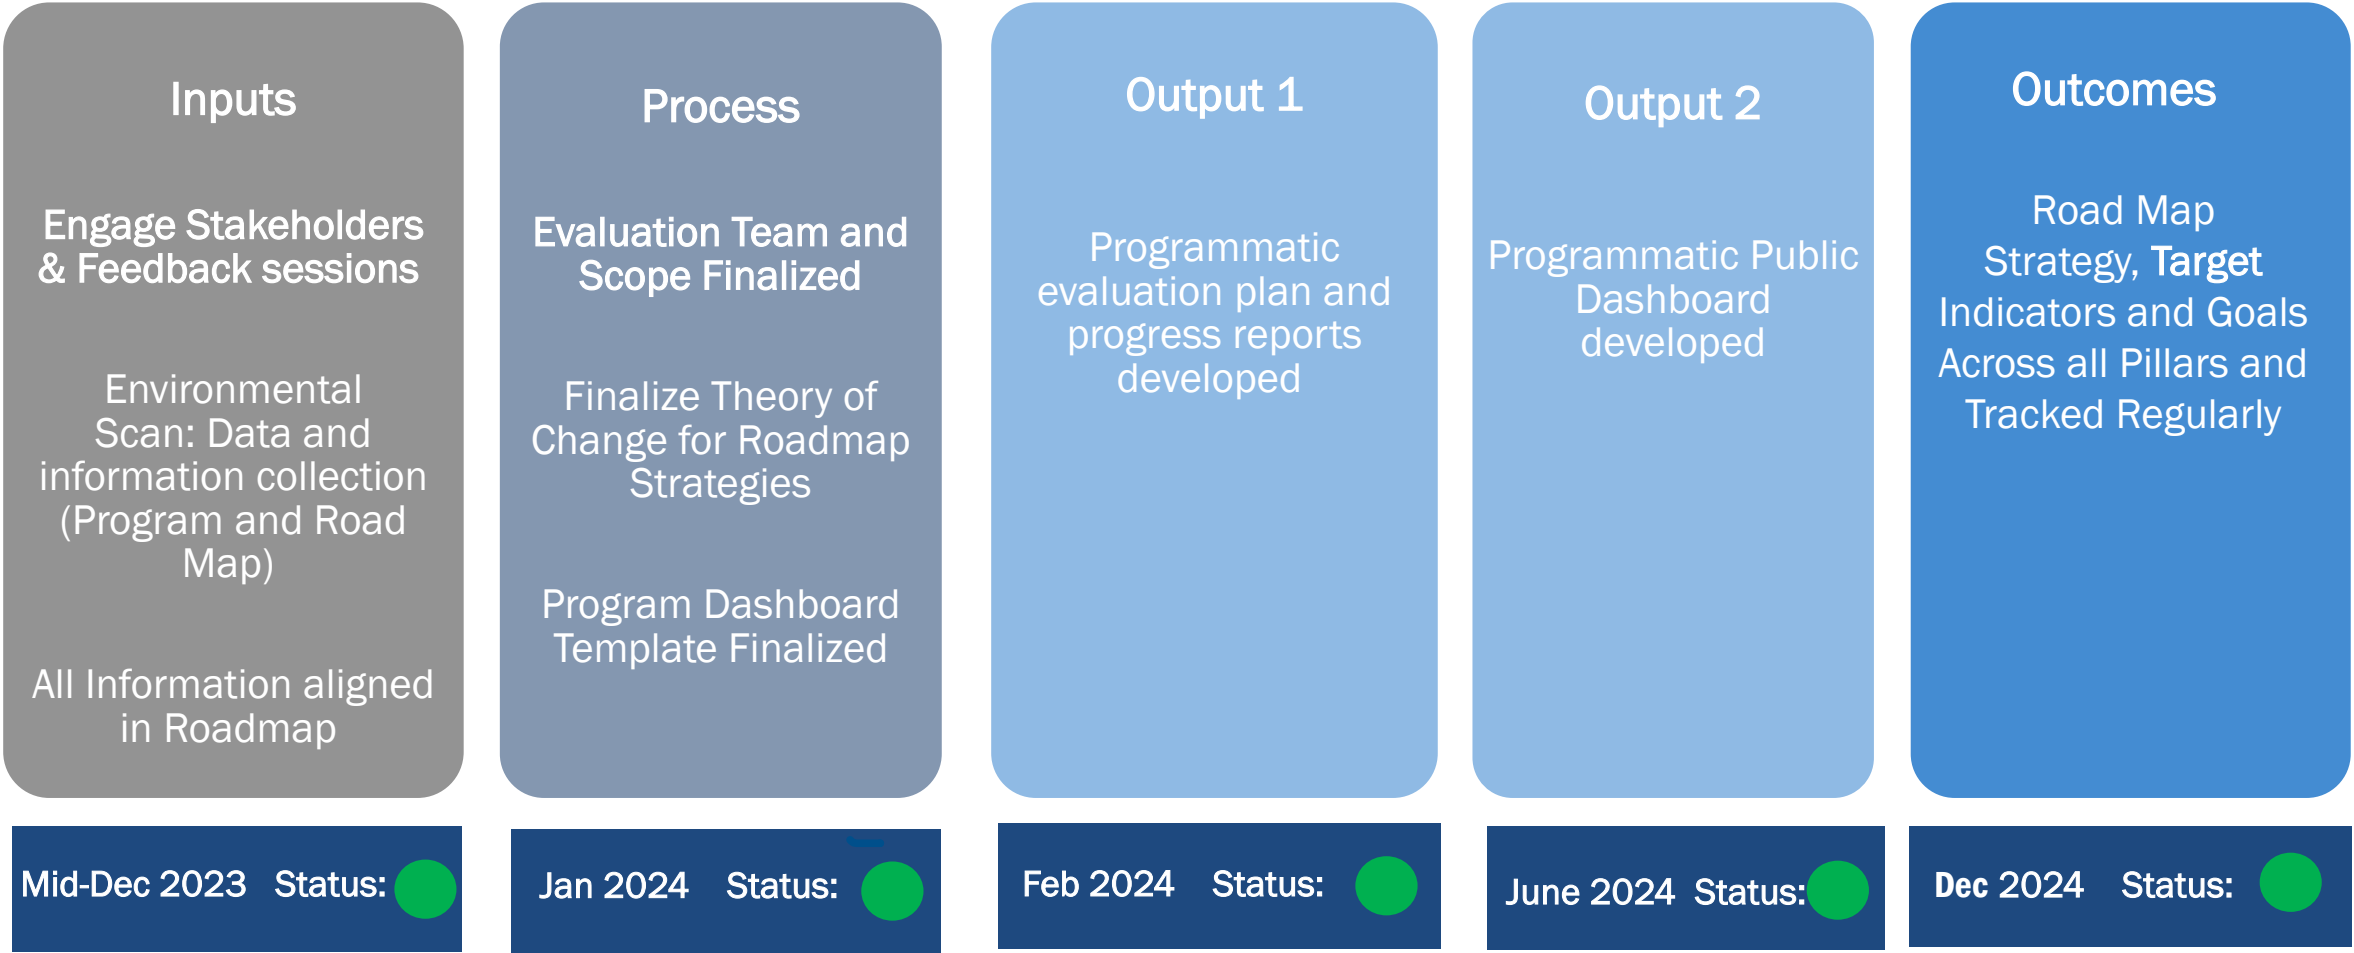 Inputs
Engage Stakeholders
& Feedback sessions
Environmental
Scan: Data and
information collection
(Program and Road
Map)
All Information aligned
in Roadmap
Mid-Dec 2023 Status:
Process
Evaluation Team and
Scope Finalized
Finalize Theory of
Change for Roadmap
Strategies
Program Dashboard
Template Finalized
Jan 2024 Status:
Output 1
Programmatic
evaluation plan and
progress reports
developed
Feb 2024 Status:
Output 2
Programmatic Public
Dashboard
developed
June 2024 Status:
Outcomes
Road Map
Strategy, Target
Indicators and Goals
Across all Pillars and
Tracked Regularly
Dec 2024 Status: